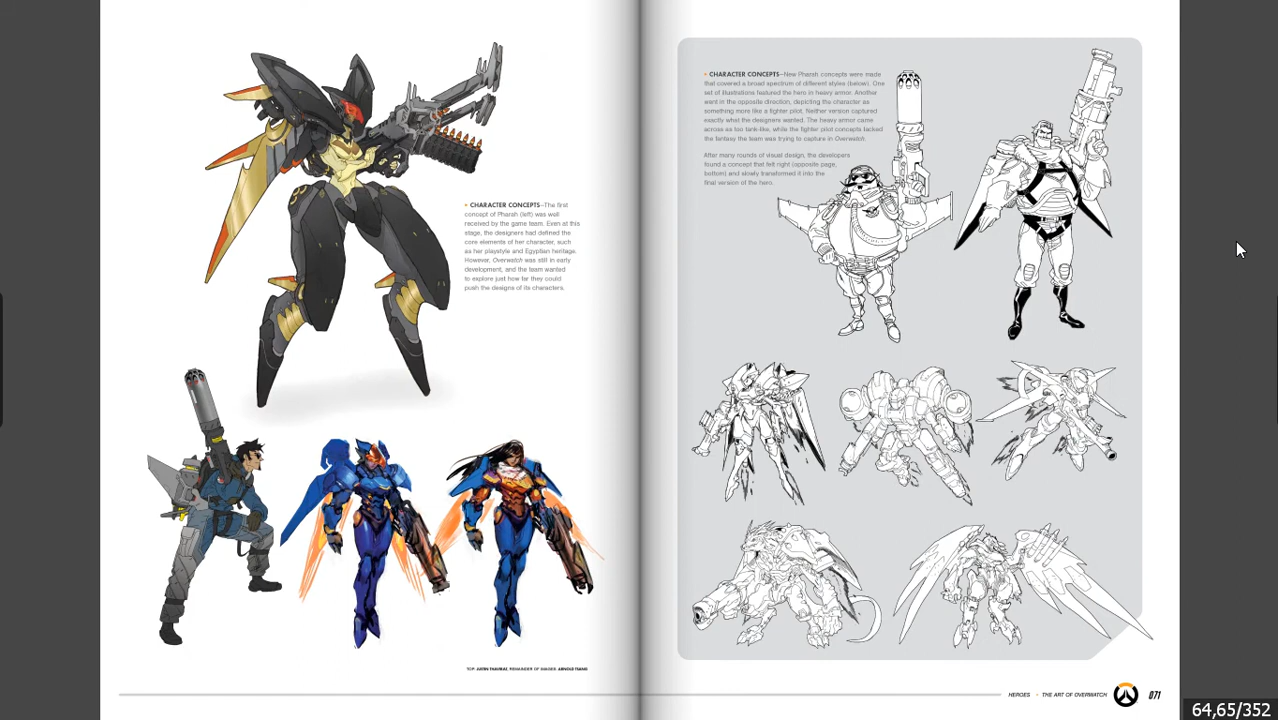 • CHARACTER CONCEPTS–The first
concept of Pharah (left) was well
received by the game team. Even at this
stage, the designers had defined the
core elements of her character, such
as her playstyle and Egyptian heritage.
However, Overwatch was still in early
development, and the team wanted
to explore just how far they could
push the designs of its characters.
TOP: JUSTIN THAVIRAT, REMAINDER OF IMAGES: ARNOLD TSANG
• CHARACTER CONCEPTS–New Pharah concepts were made
that covered a broad spectrum of different styles (below). One
set of illustrations featured the hero in heavy armor. Another
went in the opposite direction, depicting the character as
something more like a fighter pilot. Neither version captured
exactly what the designers wanted. The heavy armor came
across as too tank-like, while the fighter pilot concepts lacked
the fantasy the team was trying to capture in Overwatch.
After many rounds of visual design, the developers
found a concept that felt right (opposite page,
bottom) and slowly transformed it into the
final version of the hero.
HEROES • THE ART OF OVERWATCH 071
64,65/352